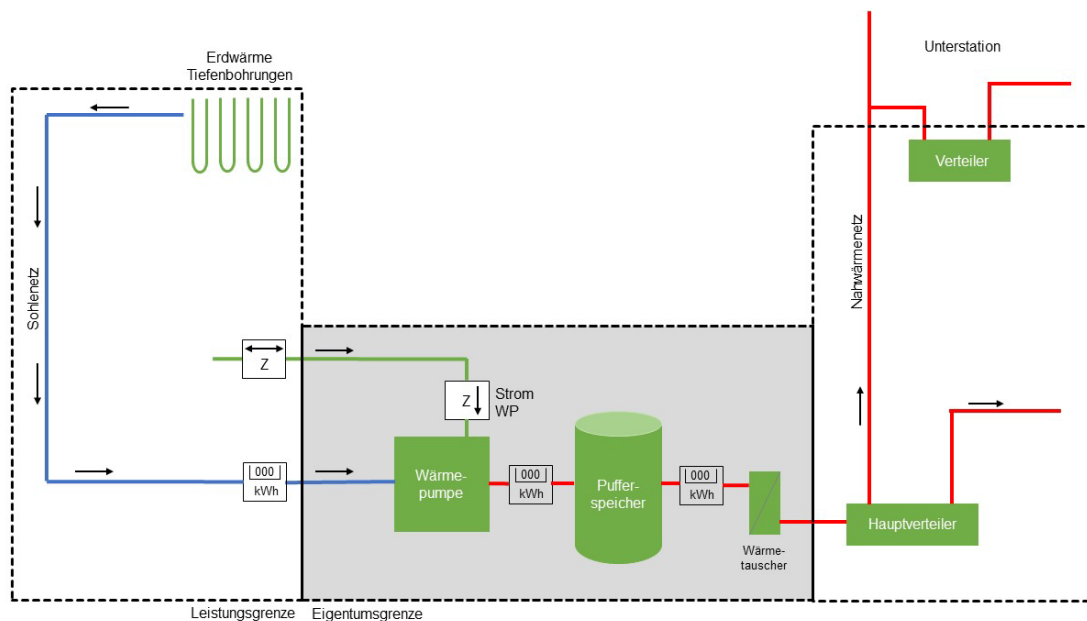 Unterstation
Erdwärme
Tiefenbohrungen
Verteiler
Sohlenetz
Nahwärmenetz
Z
Z
Strom
WP
Wärme-
pumpe
Puffer-
speicher
000
kWh
000
kWh
000
kWh
Hauptverteiler
Wärme-
tauscher
Leistungsgrenze
Eigentumsgrenze